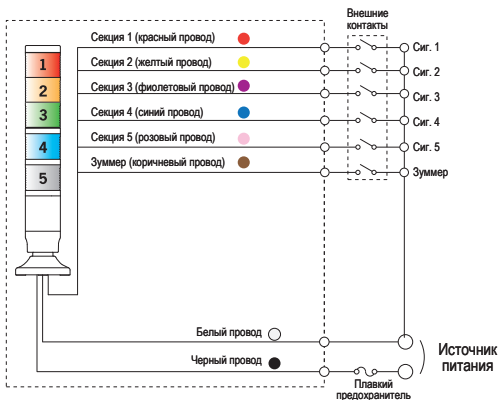 Внешние
контакты
Секция 1 (красный провод)
Сиг. 1
1
Секция 2 (желтый провод)
Сиг. 2
2
Секция 3 (фиолетовый провод)
Сиг. 3
3
Секция 4 (синий провод)
Сиг. 4
4
Секция 5 (розовый провод)
Сиг. 5
5
Зуммер (коричневый провод)
Зуммер
Белый провод
Черный провод
Источник
питания
Плавкий
предохранитель